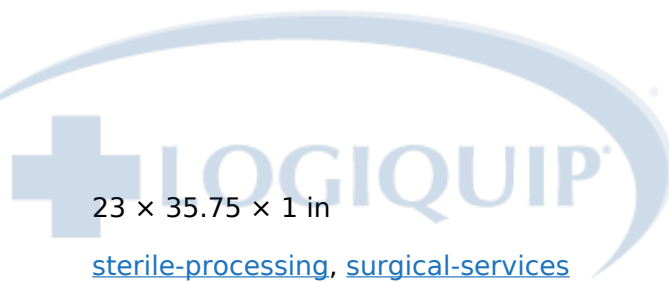 LOGIQUIP
23 × 35.75 × 1 in
sterile-processing, surgical-services